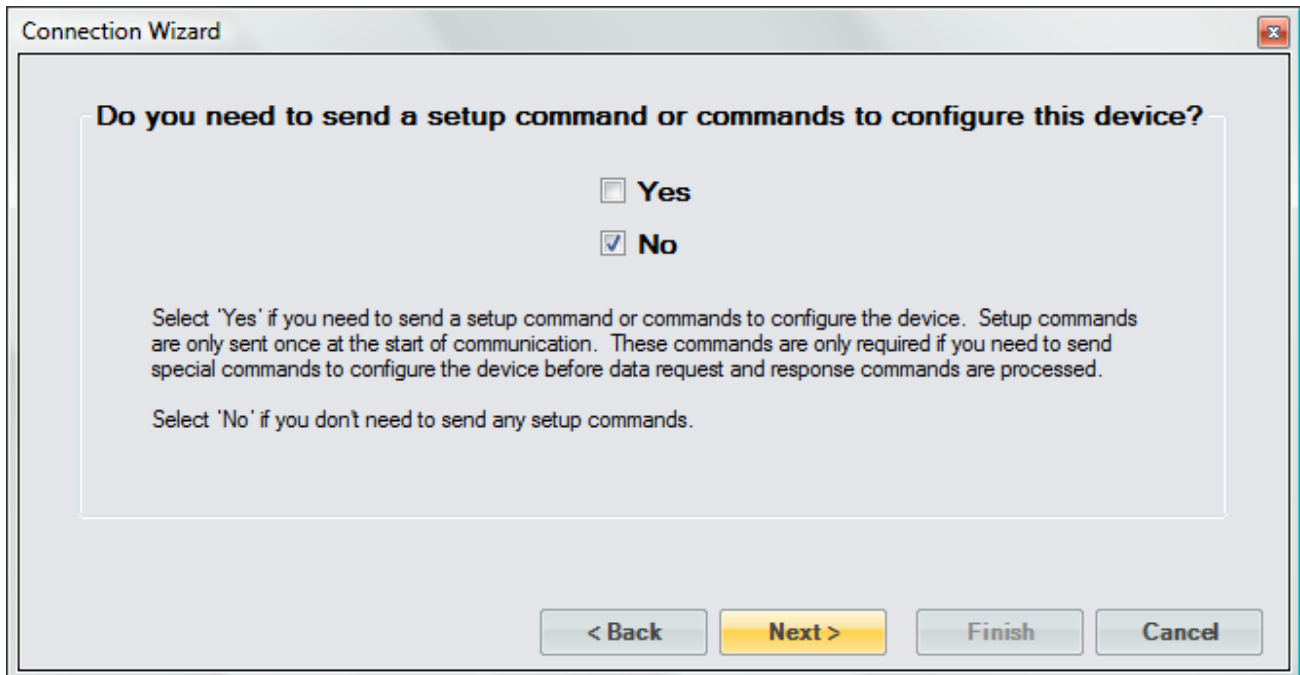 Connection Wizard
Do you need to send a setup command or commands to configure this device?
Yes
No
Select 'Yes' if you need to send a setup command or commands to configure the device.  Setup commands
are only sent once at the start of communication.  These commands are only required if you need to send
special commands to configure the device before data request and response commands are processed.
Select 'No' if you don't need to send any setup commands.
< Back
Next >
Finish
Cancel